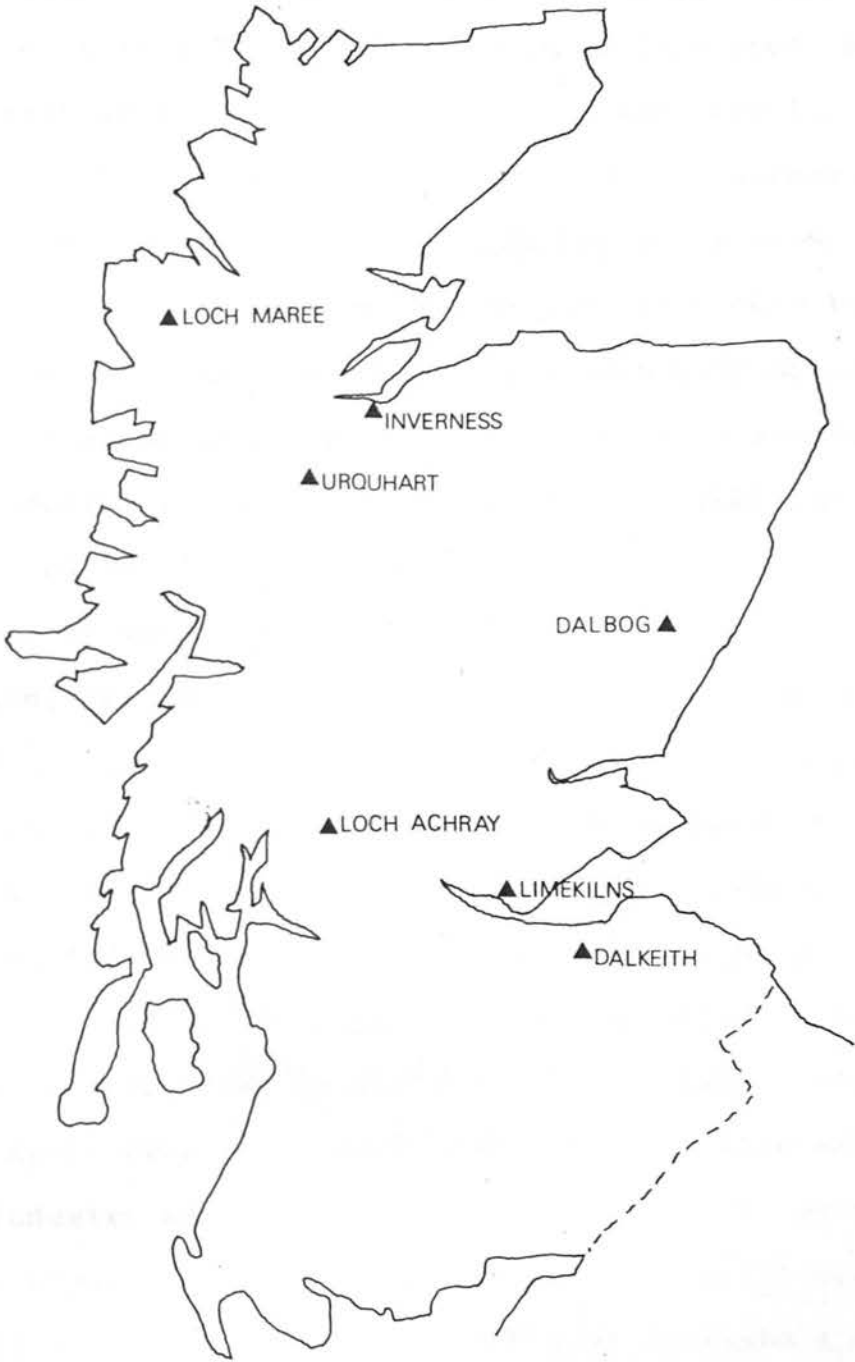 LOCH MAREE
INVERNESS
URQUHART
DALBOG
LOCH ACHRAY
LIMEKILNS
DALKEITH